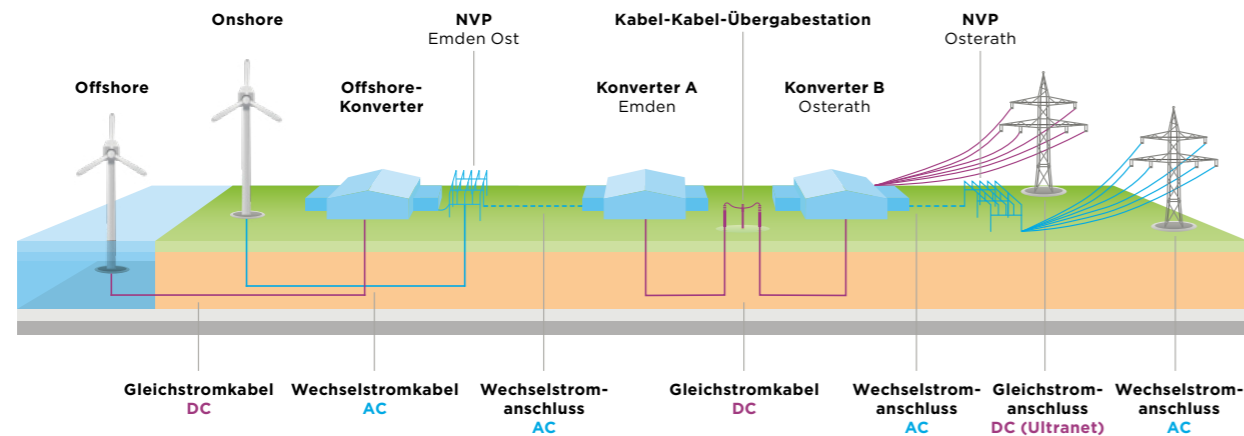 Offshore
Onshore
Offshore-
Konverter
NVP
Emden Ost
Konverter A
Emden
Kabel-Kabel-Übergabestation
Konverter B
Osterath
NVP
Osterath
Gleichstromkabel
DC
Wechselstromkabel
AC
Wechselstrom-
anschluss
AC
Gleichstromkabel
DC
Wechselstrom-
anschluss
AC
Gleichstrom-
anschluss
DC (Ultranet)
Wechselstrom-
anschluss
AC